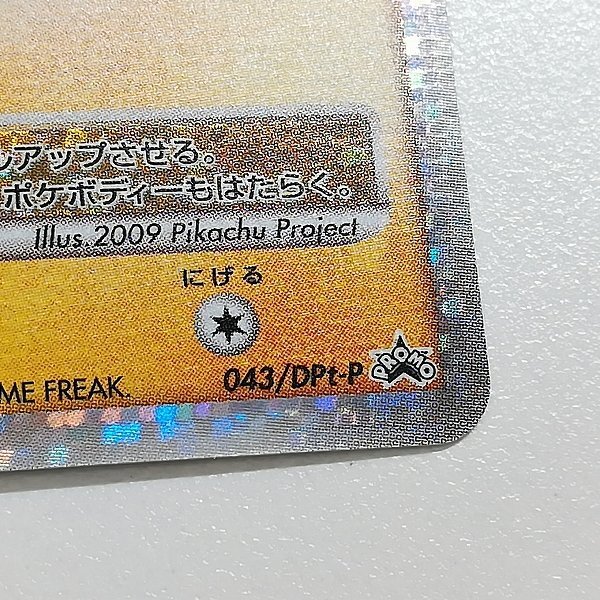 ルアップさせる。
ポケボディーもはたらく。
Illus. 2009 Pikachu Project
にげる
ME FREAK.
043/DPt-P PROMO